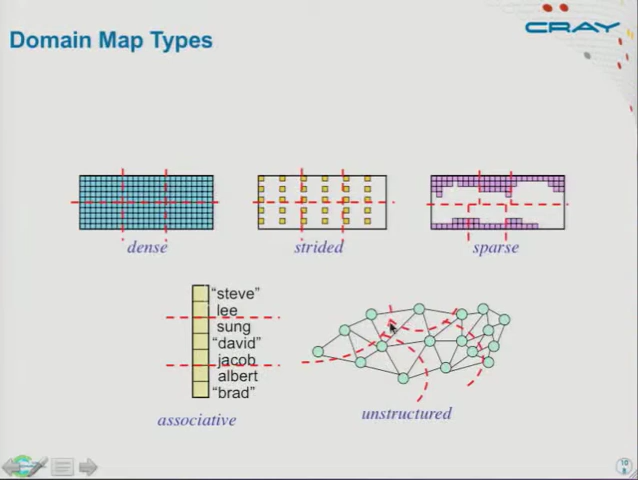 Domain Map Types
CRAY
dense
strided
sparse
"steve"
lee
sung
"david"
jacob
albert
"brad"
associative
unstructured